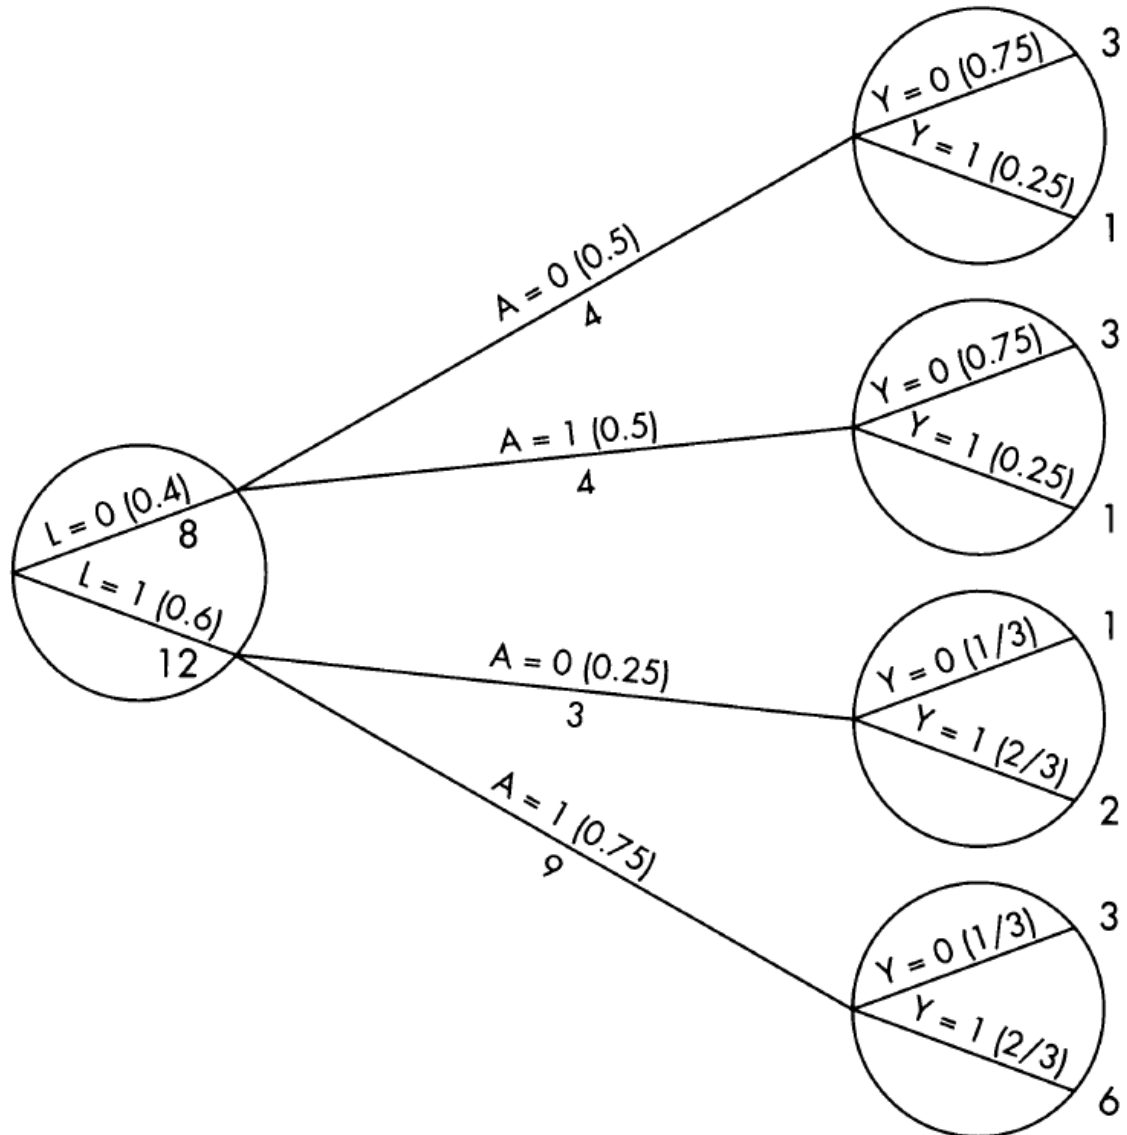 Y = 0 (0.75)
3
Y = 1 (0.25)
1
A = 0 (0.5)
4
Y = 0 (0.75)
3
Y = 1 (0.25)
1
A = 1 (0.5)
4
L = 0 (0.4)
8
L = 1 (0.6)
12
A = 0 (0.25)
3
Y = 0 (1/3)
1
Y = 1 (2/3)
2
A = 1 (0.75)
9
Y = 0 (1/3)
3
Y = 1 (2/3)
6